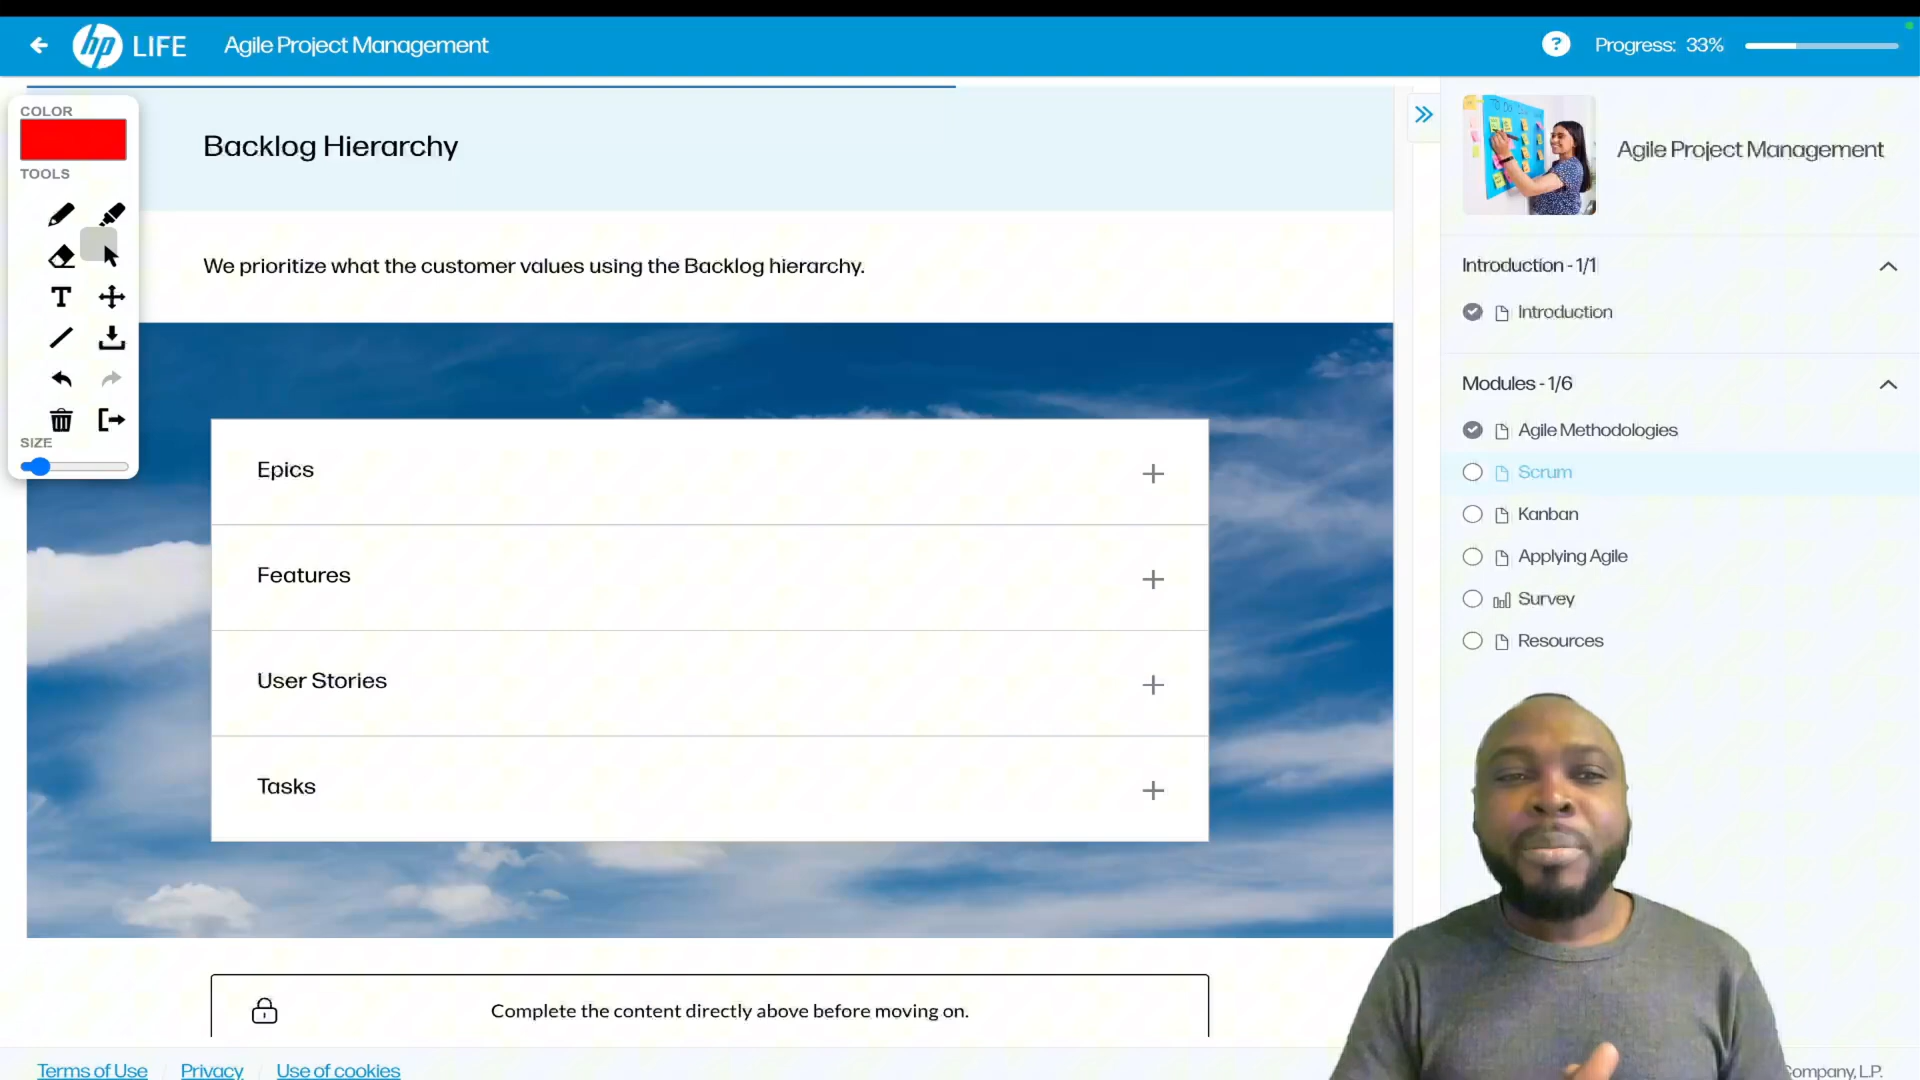 hp LIFE Agile Project Management ? Progress: 33%
COLOR
TOOLS
T
SIZE
Backlog Hierarchy
We prioritize what the customer values using the Backlog hierarchy.
Epics
Features
User Stories
Tasks
Complete the content directly above before moving on.
Terms of Use Privacy Use of cookies
Agile Project Management
Introduction - 1/1
Introduction
Modules - 1/6
Agile Methodologies
Scrum
Kanban
Applying Agile
Survey
Resources
Company, L.P.